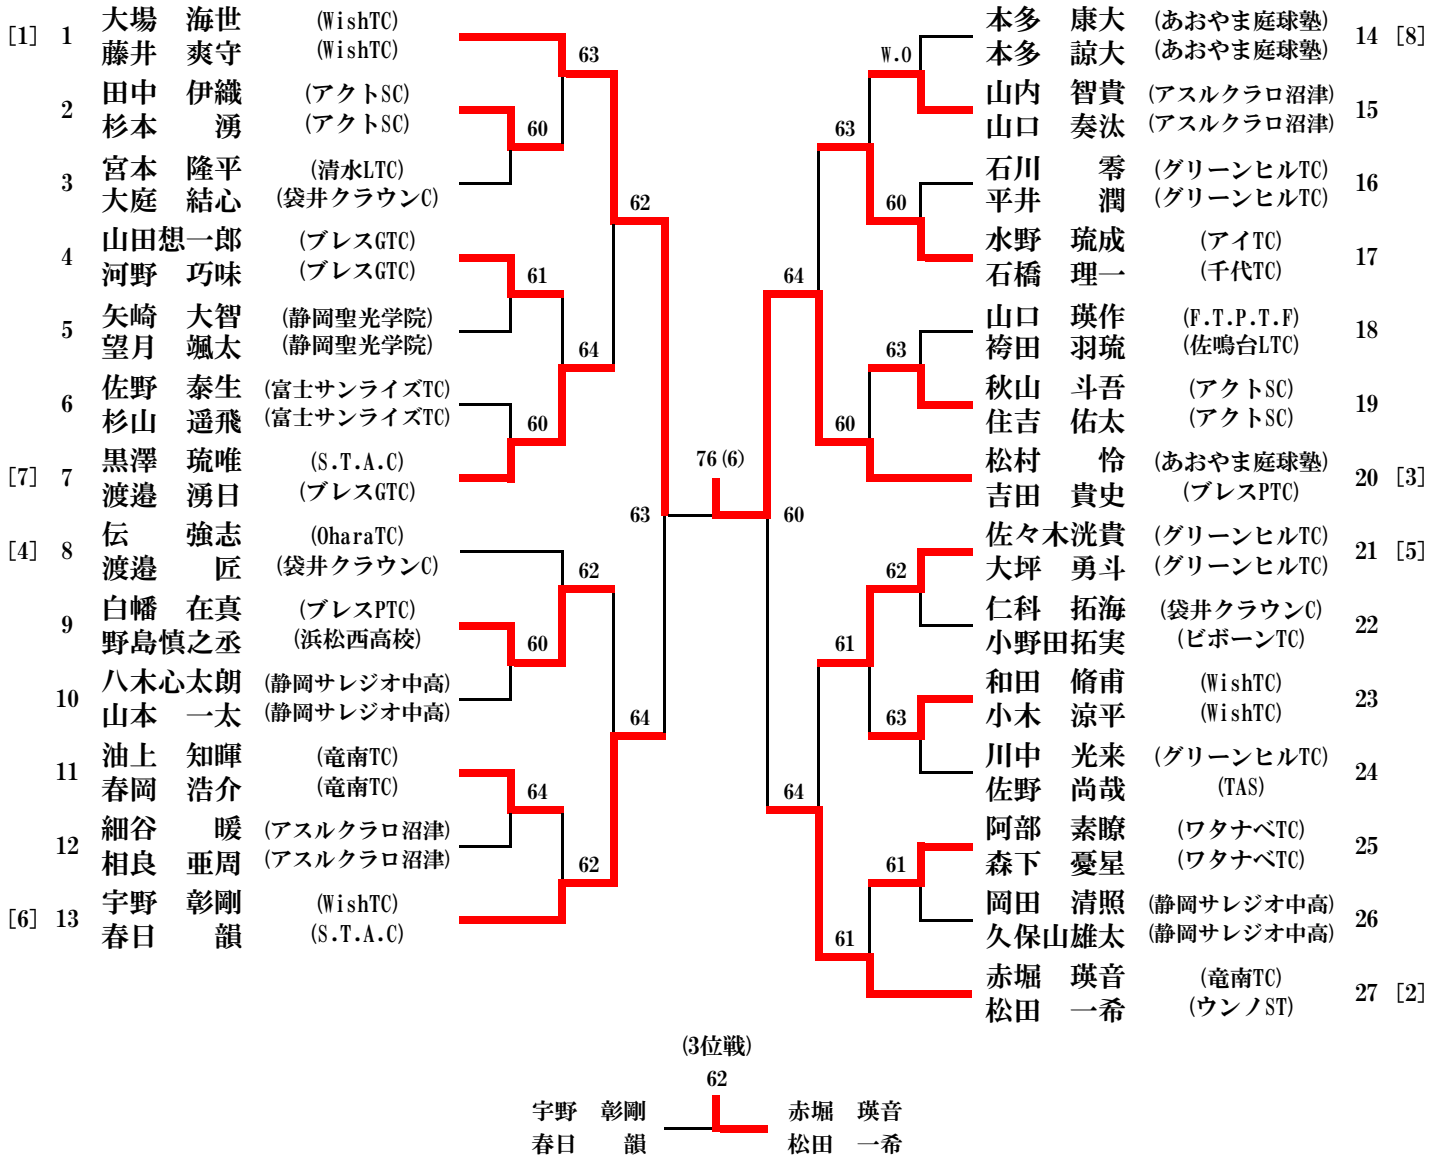 [1] 1 大場 海世 (WishTC)
藤井 爽守 (WishTC)
2 田中 伊織 (アクトSC)
杉本 湧 (アクトSC)
3 宮本 隆平 (清水LTC)
大庭 結心 (袋井クラウンC)
4 山田想一郎 (ブレスGTC)
河野 巧味 (ブレスGTC)
5 矢崎 大智 (静岡聖光学院)
望月 颯太 (静岡聖光学院)
6 佐野 泰生 (富士サンライズTC)
杉山 遥飛 (富士サンライズTC)
[7] 7 黒澤 琉唯 (S.T.A.C)
渡邉 湧日 (ブレスGTC)
[4] 8 伝 強志 (OharaTC)
渡邉 匠 (袋井クラウンC)
9 白幡 在真 (ブレスPTC)
野島慎之丞 (浜松西高校)
10 八木心太朗 (静岡サレジオ中高)
山本 一太 (静岡サレジオ中高)
11 油上 知暉 (竜南TC)
春岡 浩介 (竜南TC)
12 細谷 暖 (アスルクラロ沼津)
相良 亜周 (アスルクラロ沼津)
[6] 13 宇野 彰剛 (WishTC)
春日 韻 (S.T.A.C)
63
60
62
61
64
60
63
62
60
64
64
62
76(6)
60
W.O
63
60
64
63
60
62
61
63
64
61
61
本多 康大 (あおやま庭球塾) 14 [8]
本多 諒大 (あおやま庭球塾)
山内 智貴 (アスルクラロ沼津) 15
山口 奏汰 (アスルクラロ沼津)
石川 零 (グリーンヒルTC) 16
平井 潤 (グリーンヒルTC)
水野 琉成 (アイTC) 17
石橋 理一 (千代TC)
山口 瑛作 (F.T.P.T.F) 18
袴田 羽琉 (佐鳴台LTC)
秋山 斗吾 (アクトSC) 19
住吉 佑太 (アクトSC)
松村 怜 (あおやま庭球塾) 20 [3]
吉田 貴史 (ブレスPTC)
佐々木洸貴 (グリーンヒルTC) 21 [5]
大坪 勇斗 (グリーンヒルTC)
仁科 拓海 (袋井クラウンC) 22
小野田拓実 (ビボーンTC)
和田 脩甫 (WishTC) 23
小木 涼平 (WishTC)
川中 光来 (グリーンヒルTC) 24
佐野 尚哉 (TAS)
阿部 素瞭 (ワタナベTC) 25
森下 憂星 (ワタナベTC)
岡田 清照 (静岡サレジオ中高) 26
久保山雄太 (静岡サレジオ中高)
赤堀 瑛音 (竜南TC) 27 [2]
松田 一希 (ウンノST)
(3位戦)
62
宇野 彰剛 赤堀 瑛音
春日 韻 松田 一希